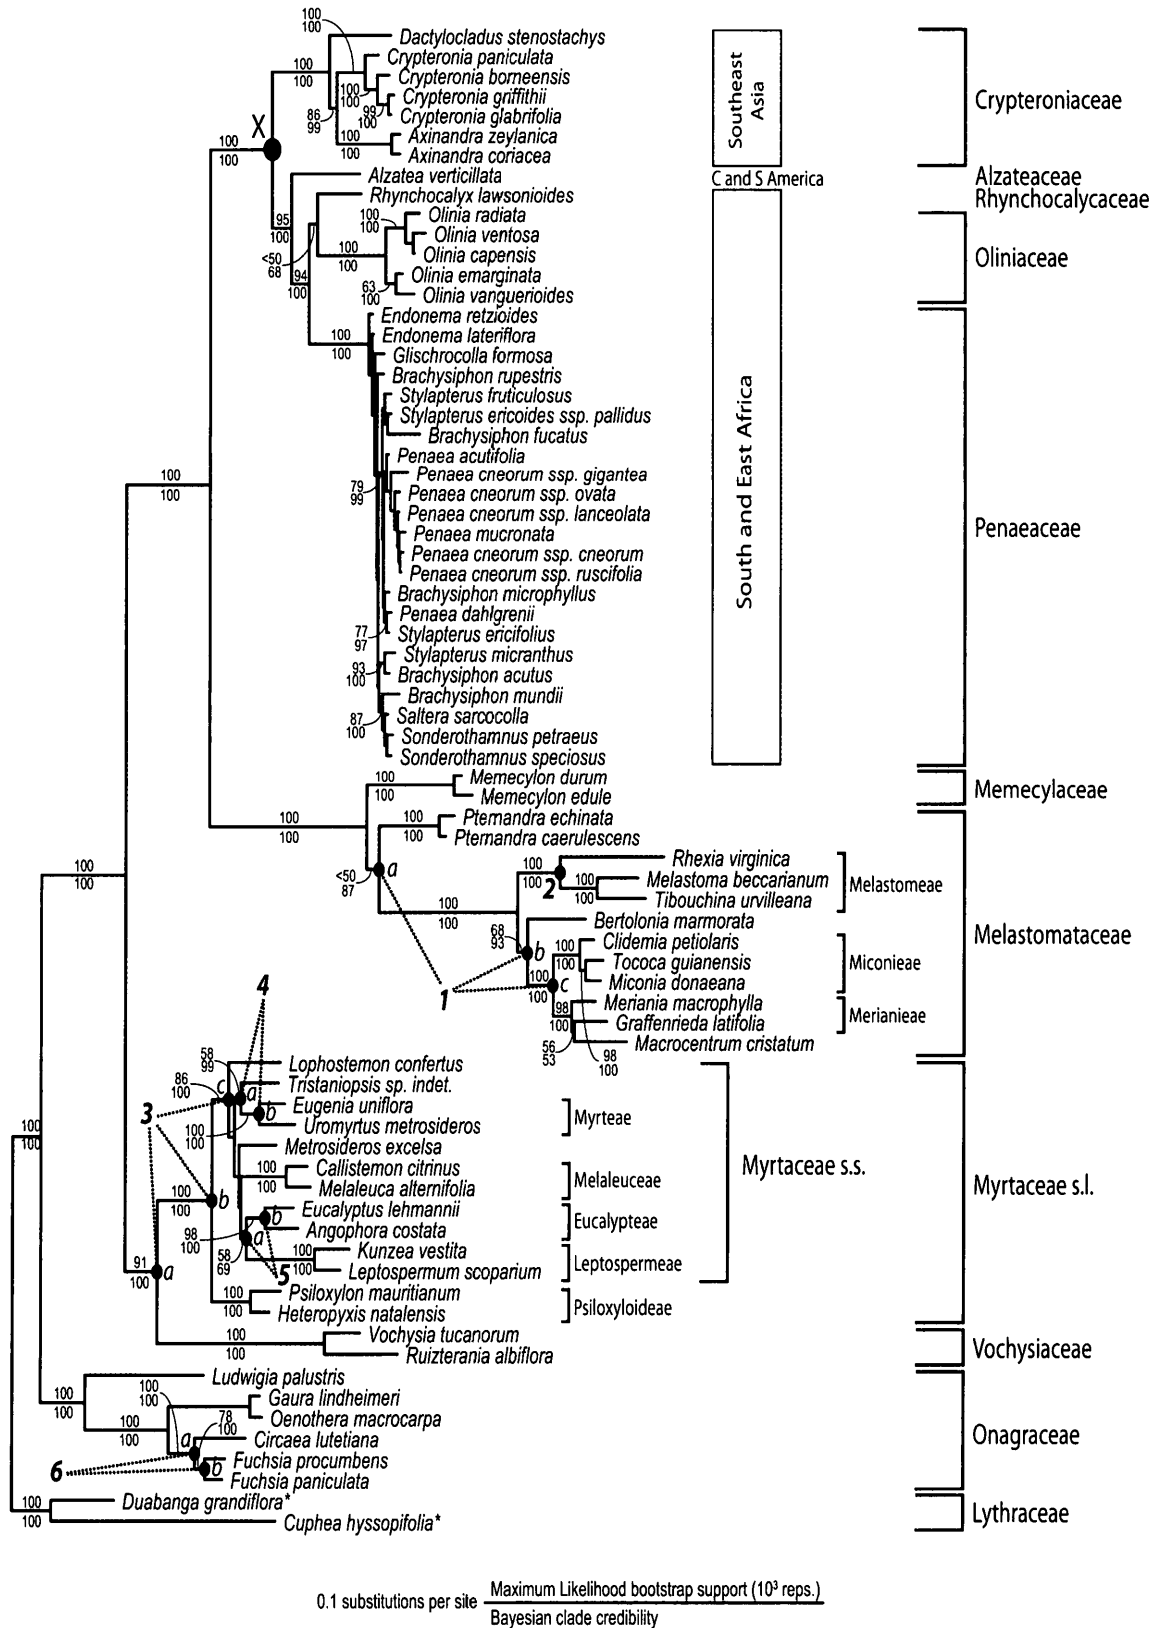 100
100
Dactylocladus stenostachys
Crypteronia paniculata
Crypteronia borneensis
Crypteronia griffithii
Crypteronia glabrifolia
Axinandra zeylanica
Axinandra coriacea
100
100
100
100
99
100
86
99
100
100
X
100
100
Southeast
Asia
Crypteroniaceae
Alzatea verticillata
C and S America
Alzateaceae
Rhynchocalyx lawsonioides
Rhynchocalycaceae
95
100
<50
68
94
100
100
100
100
100
63
100
Olinia radiata
Olinia ventosa
Olinia capensis
Olinia emarginata
Olinia vanguerioides
Oliniaceae
100
100
Endonema retzioides
Endonema lateriflora
Glischrocolla formosa
Brachysiphon rupestris
Stylapterus fruticulosus
Stylapterus ericoides ssp. pallidus
Brachysiphon fucatus
Penaea acutifolia
Penaea cneorum ssp. gigantea
Penaea cneorum ssp. ovata
Penaea cneorum ssp. lanceolata
Penaea mucronata
Penaea cneorum ssp. cneorum
Penaea cneorum ssp. ruscifolia
Brachysiphon microphyllus
Penaea dahlgrenii
Stylapterus ericifolius
Stylapterus micranthus
Brachysiphon acutus
Brachysiphon mundii
Saltera sarcocolla
Sonderothamnus petraeus
Sonderothamnus speciosus
79
99
77
97
93
100
87
100
South and East Africa
Penaeaceae
100
100
100
100
Memecylon durum
Memecylon edule
Memecylaceae
100
100
100
100
Pternandra echinata
Pternandra caerulescens
<50
87
a
100
100
100
100
2
100
100
Rhexia virginica
Melastoma beccarianum
Tibouchina urvilleana
Melastomeae
Bertolonia marmorata
68
93
b
1
100
100
c
100
100
Clidemia petiolaris
Tococa guianensis
Miconia donaeana
Miconieae
98
100
Meriania macrophylla
Graffenrieda latifolia
Macrocentrum cristatum
Merianieae
56
53
98
100
Melastomataceae
4
58
99
86
100
c
a
b
3
100
100
Lophostemon confertus
Tristaniopsis sp. indet.
Eugenia uniflora
Uromyrtus metrosideros
Myrteae
Metrosideros excelsa
100
100
Callistemon citrinus
Melaleuca alternifolia
Melaleuceae
100
100
b
98
100
b
a
58
69
5
Eucalyptus lehmannii
Angophora costata
Eucalypteae
100
100
Kunzea vestita
Leptospermum scoparium
Leptospermeae
Myrtaceae s.s.
Myrtaceae s.l.
91
100
a
100
100
Psiloxylon mauritianum
Heteropyxis natalensis
Psiloxyloideae
100
100
Vochysia tucanorum
Ruizterania albiflora
Vochysiaceae
100
100
100
100
100
100
Ludwigia palustris
Gaura lindheimeri
Oenothera macrocarpa
Circaea lutetiana
Fuchsia procumbens
Fuchsia paniculata
100
100
78
100
a
b
6
Onagraceae
100
100
Duabanga grandiflora*
Cuphea hyssopifolia*
Lythraceae
0.1 substitutions per site
Maximum Likelihood bootstrap support (10³ reps.)
Bayesian clade credibility